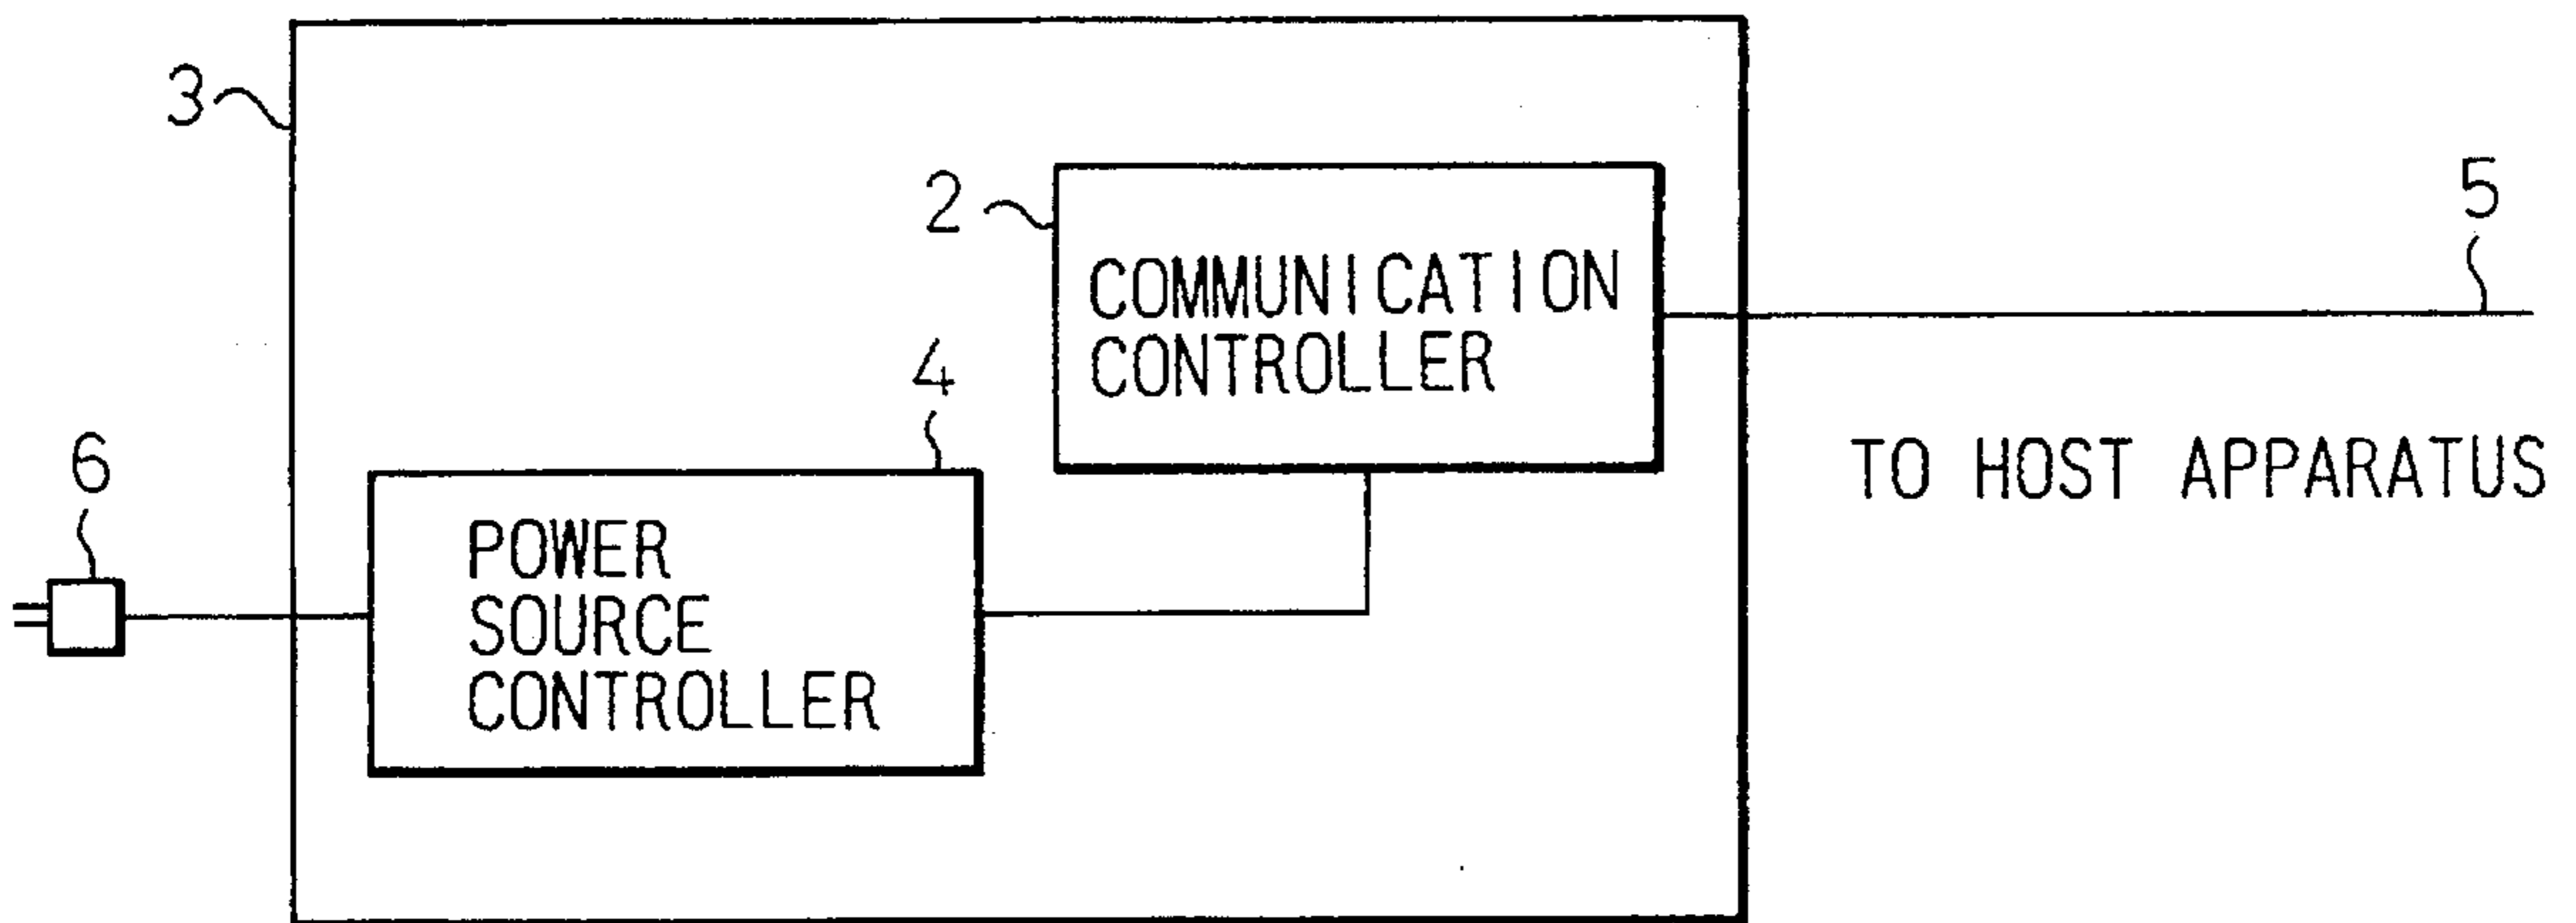 3
2
COMMUNICATION
CONTROLLER
5
TO HOST APPARATUS
4
6
POWER
SOURCE
CONTROLLER